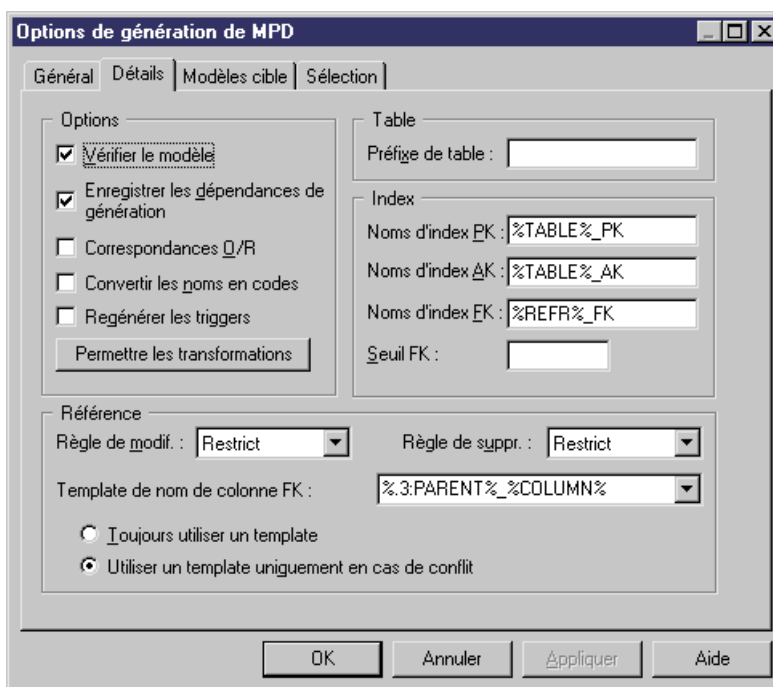 Options de génération de MPD
Général Détails Modèles cible Sélection
Options
Vérifier le modèle
Enregistrer les dépendances de
génération
Correspondances O/R
Convertir les noms en codes
Regénérer les triggers
Permettre les transformations
Table
Préfixe de table :
Index
Noms d'index PK : %TABLE%_PK
Noms d'index AK : %TABLE%_AK
Noms d'index FK : %REFR%_FK
Seuil FK :
Référence
Règle de modif. : Restrict Règle de suppr. : Restrict
Template de nom de colonne FK : %.3:PARENT%_%COLUMN%
Toujours utiliser un template
Utiliser un template uniquement en cas de conflit
OK Annuler Appliquer Aide